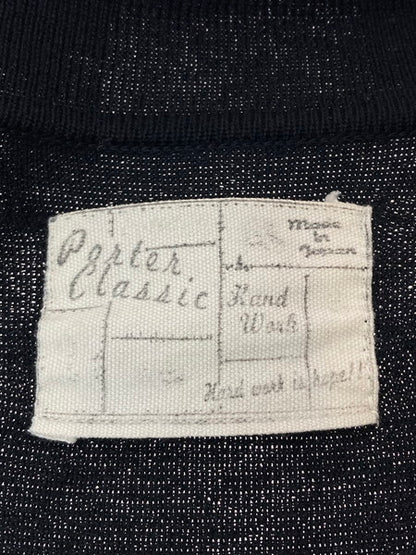 Porter
Classic
Made
in
Japan
Hand
Work
Hard work is hope!!